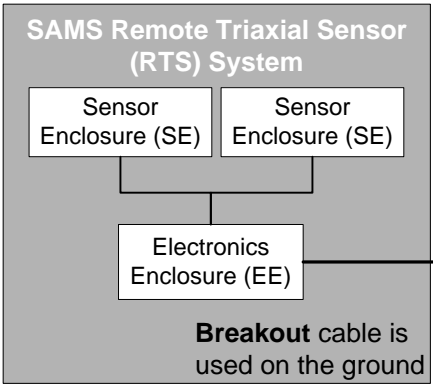 SAMS Remote Triaxial Sensor
(RTS) System
Sensor
Enclosure (SE)
Sensor
Enclosure (SE)
Electronics
Enclosure (EE)
Breakout cable is
used on the ground